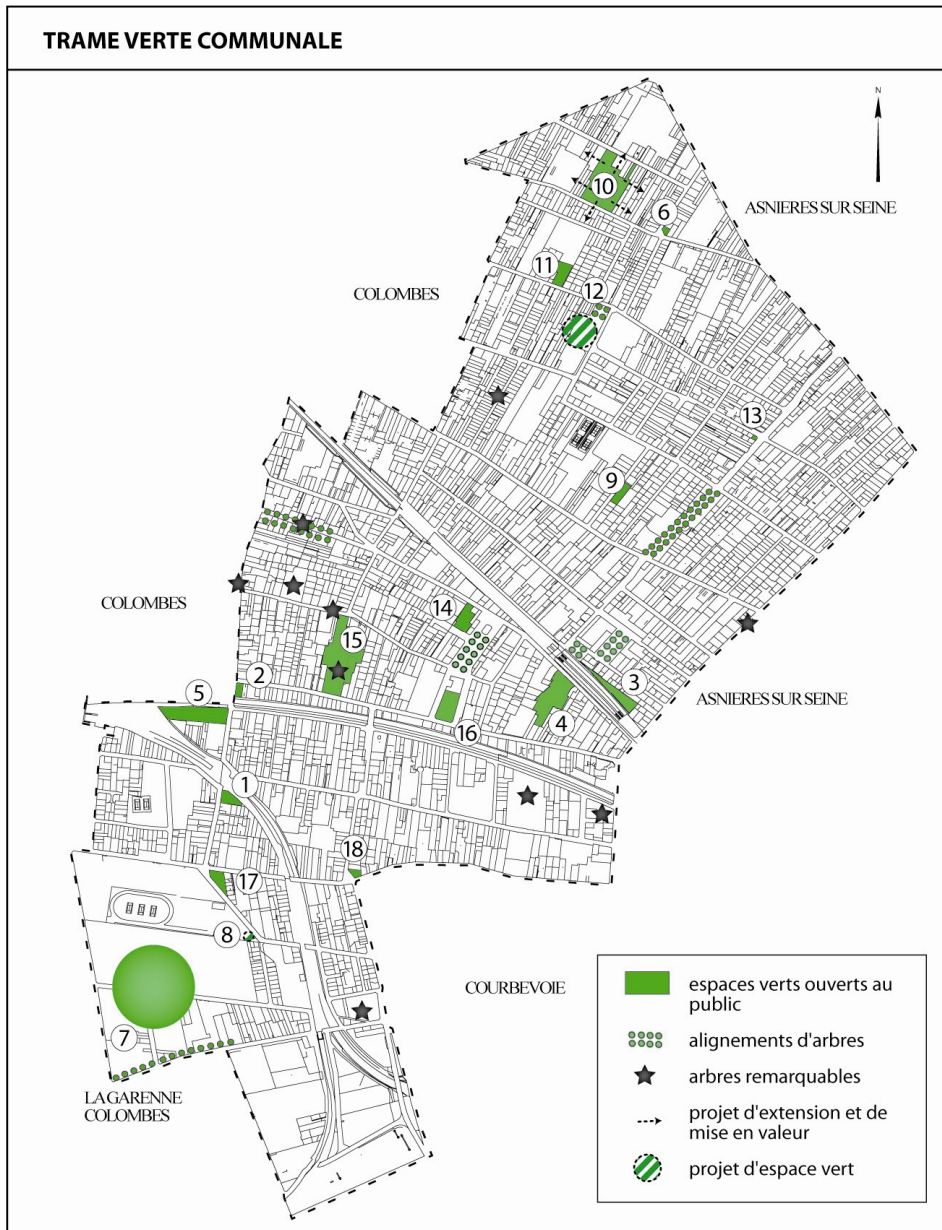 TRAME VERTE COMMUNALE
N
10
ASNIERES SUR SEINE
6
11
COLOMBES
12
13
9
14
COLOMBES
15
2
3
5
ASNIERES SUR SEINE
4
16
1
18
17
8
COURBEVOIE
7
LA GARENNE
COLOMBES
espaces verts ouverts au
public
alignements d'arbres
arbres remarquables
projet d'extension et de
mise en valeur
projet d'espace vert